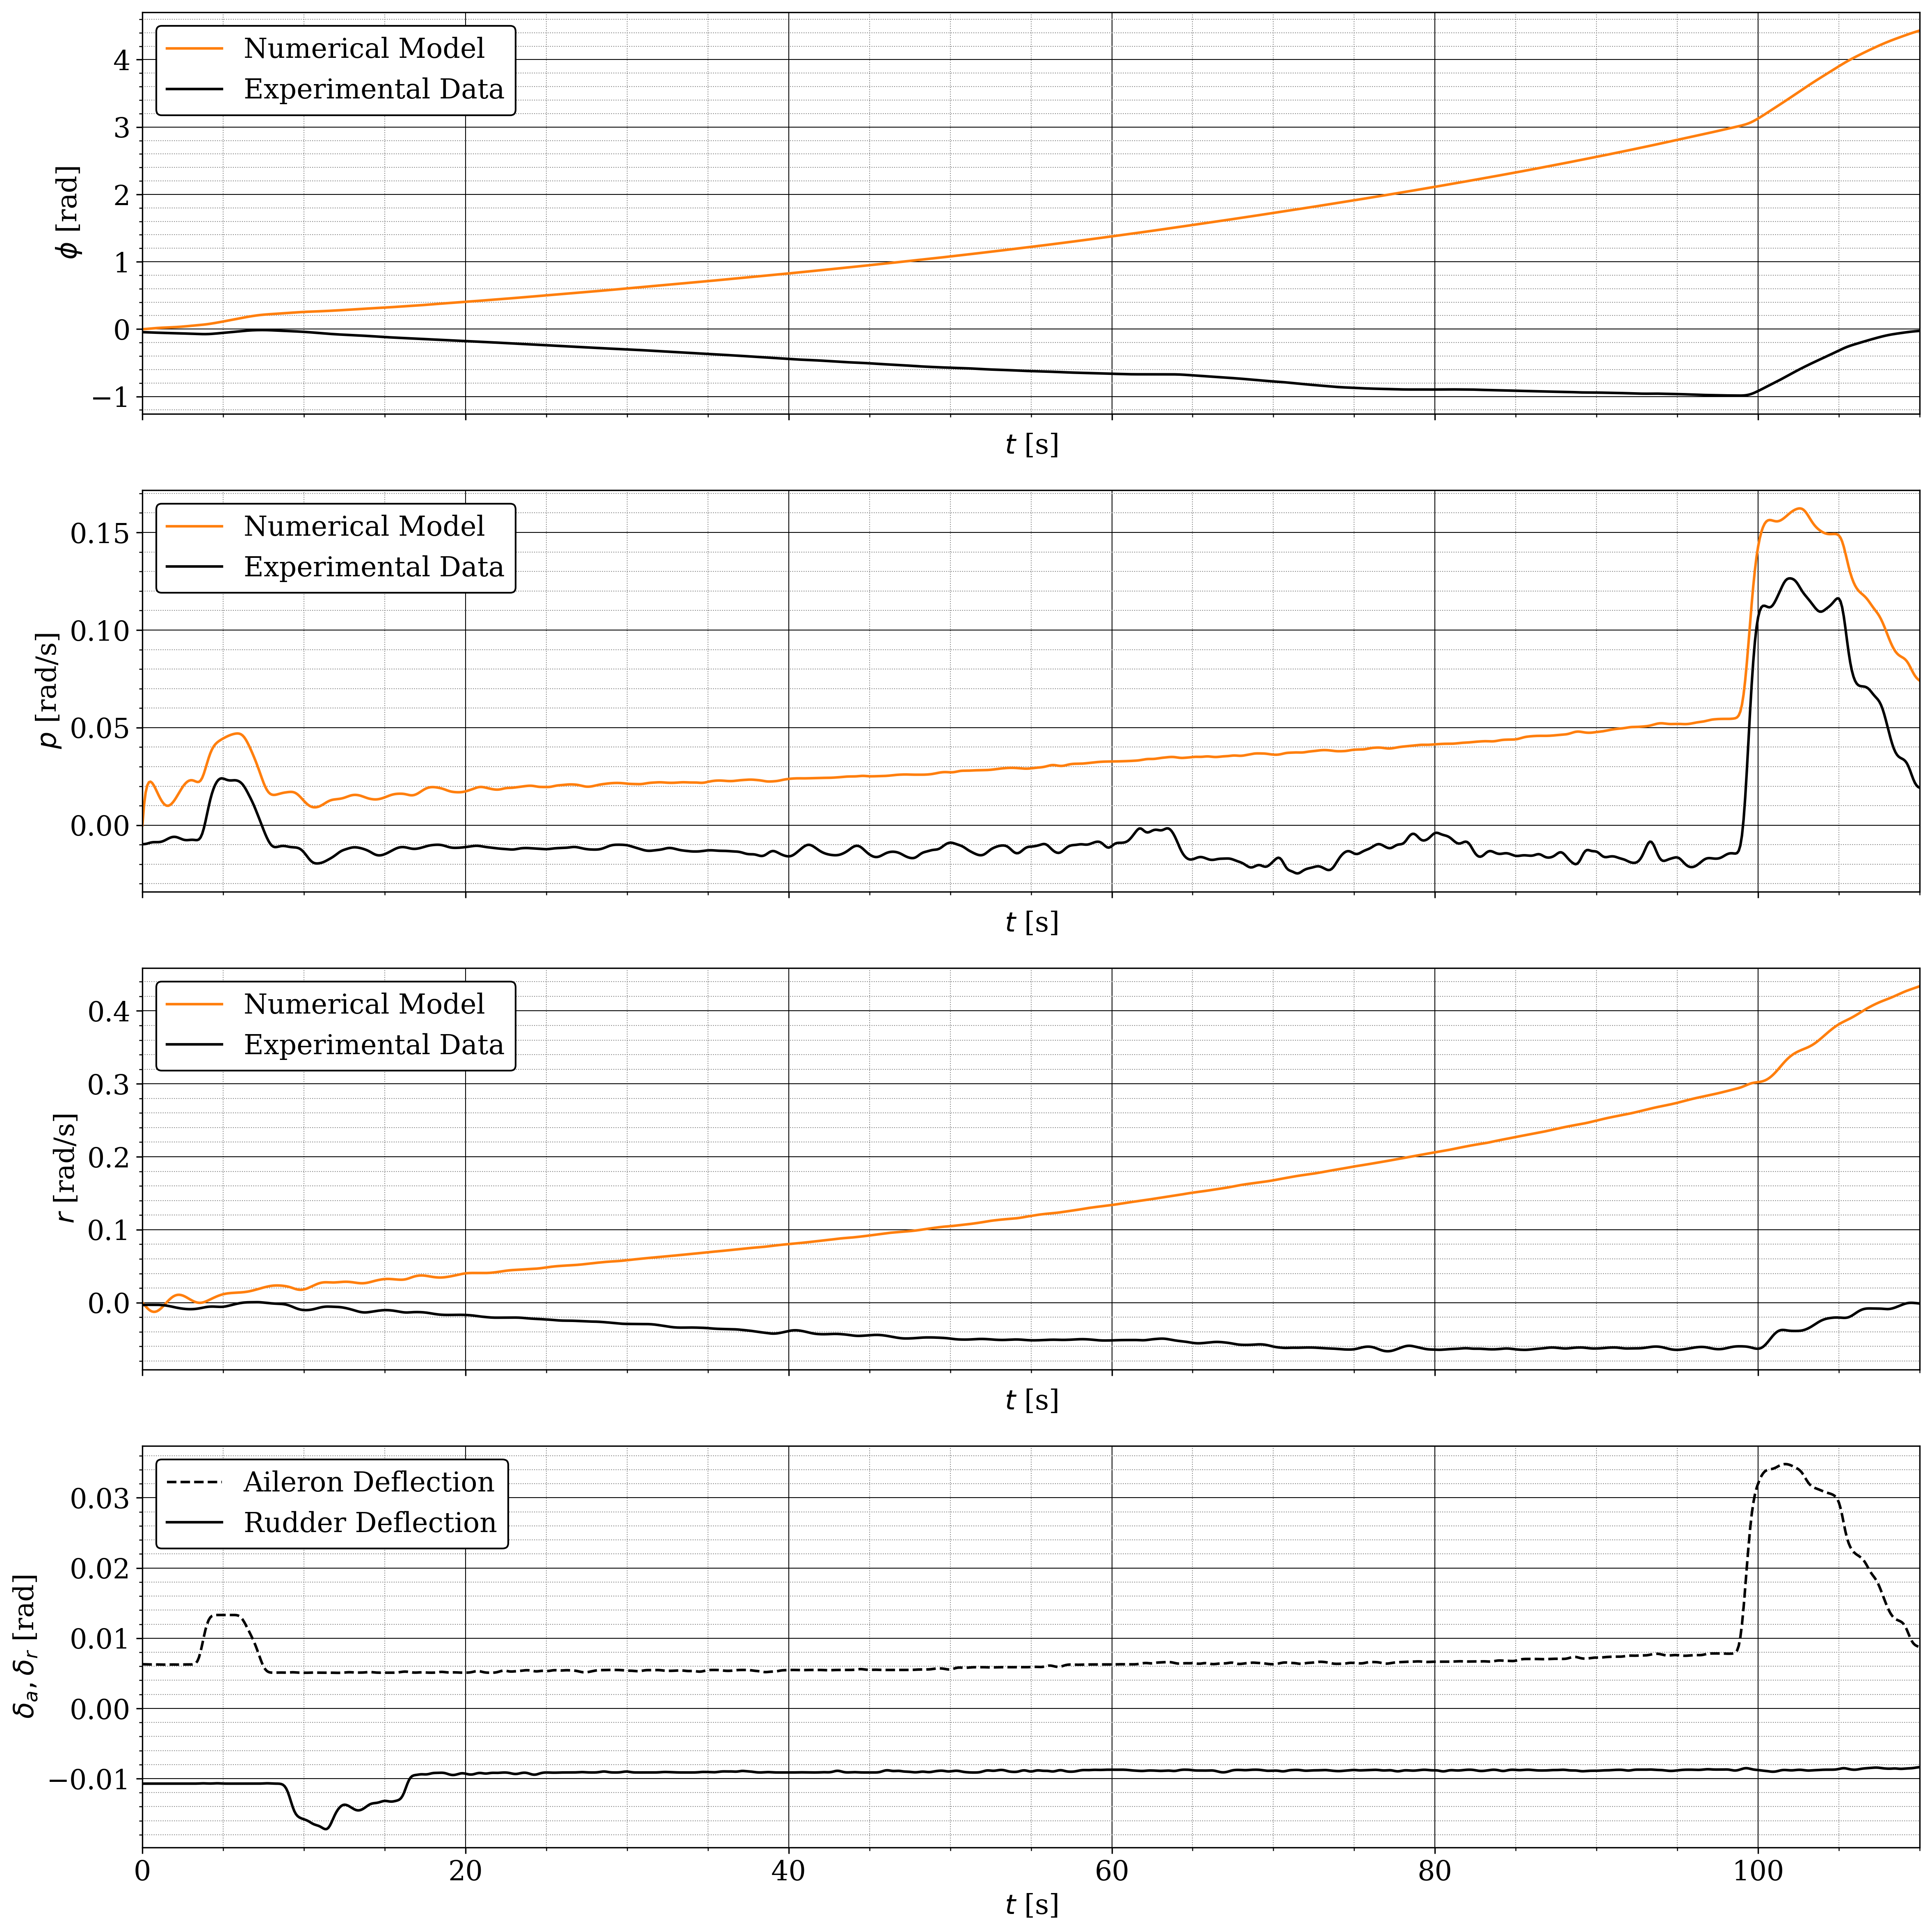 Numerical Model
Experimental Data
4
3
2
1
0
−1
ϕ [rad]
t [s]
Numerical Model
Experimental Data
0.15
0.10
0.05
0.00
p [rad/s]
t [s]
Numerical Model
Experimental Data
0.4
0.3
0.2
0.1
0.0
r [rad/s]
t [s]
Aileron Deflection
Rudder Deflection
0.03
0.02
0.01
0.00
−0.01
δa, δr [rad]
0 20 40 60 80 100
t [s]